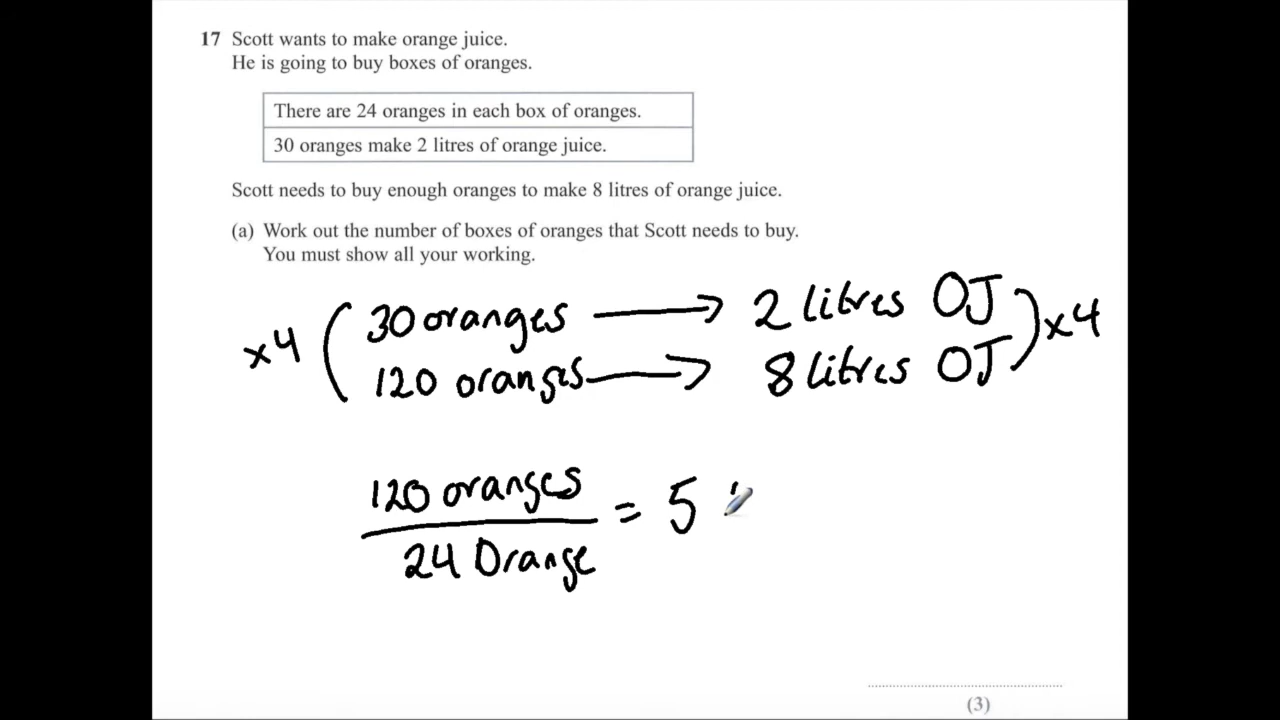 17 Scott wants to make orange juice.
He is going to buy boxes of oranges.
There are 24 oranges in each box of oranges.
30 oranges make 2 litres of orange juice.
Scott needs to buy enough oranges to make 8 litres of orange juice.
(a) Work out the number of boxes of oranges that Scott needs to buy.
You must show all your working.
x4 ( 30 oranges → 2 litres OJ ) x4
120 oranges → 8 litres OJ
120 oranges
= 5
24 Orange
(3)